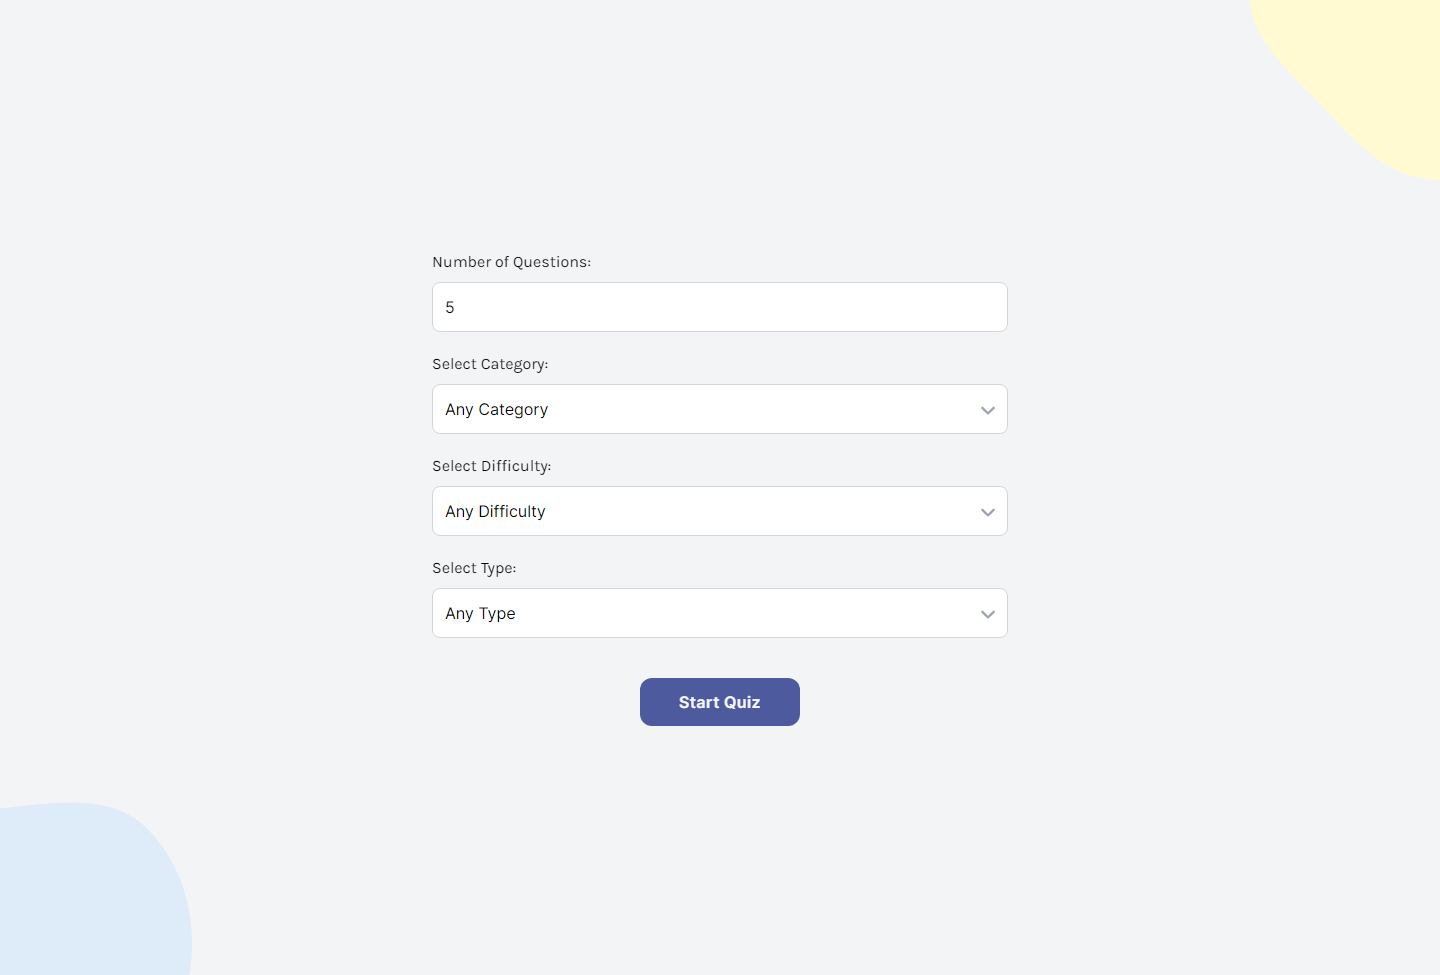 Number of Questions:
5
Select Category:
Any Category
Select Difficulty:
Any Difficulty
Select Type:
Any Type
Start Quiz